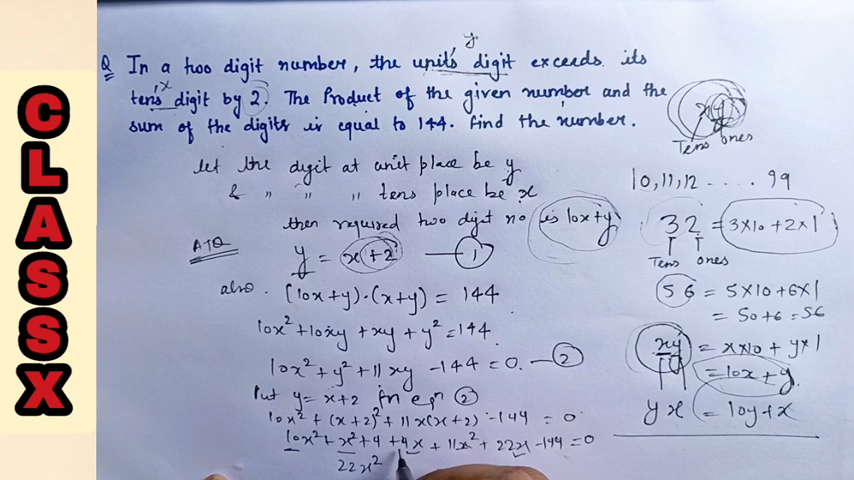 CLASS X
Q In a two digit number, the unit's digit exceeds its
y
x
ten's digit by 2. The Product of the given number and the
sum of the digits is equal to 144. find the number.
let the digit at unit place be y
& " " " tens place be x
then required two digit no is 10x+y
ATQ
y = x+2 — 1
also. (10x+y).(x+y) = 144
10x²+10xy +xy +y²=144.
10x²+y²+11xy -144=0. — 2
Put y= x+2 in eqn 2
10x²+(x+2)²+11x(x+2) -144 =0
10x²+x²+4 +4x +11x²+22x-144=0
22x²
xy
Tens ones
10,11,12 ..... 99
32 = 3×10+2×1
Tens ones
56 = 5×10+6×1
= 50+6=56
xy = x×10+y×1
=10x+y.
yx = 10y+x